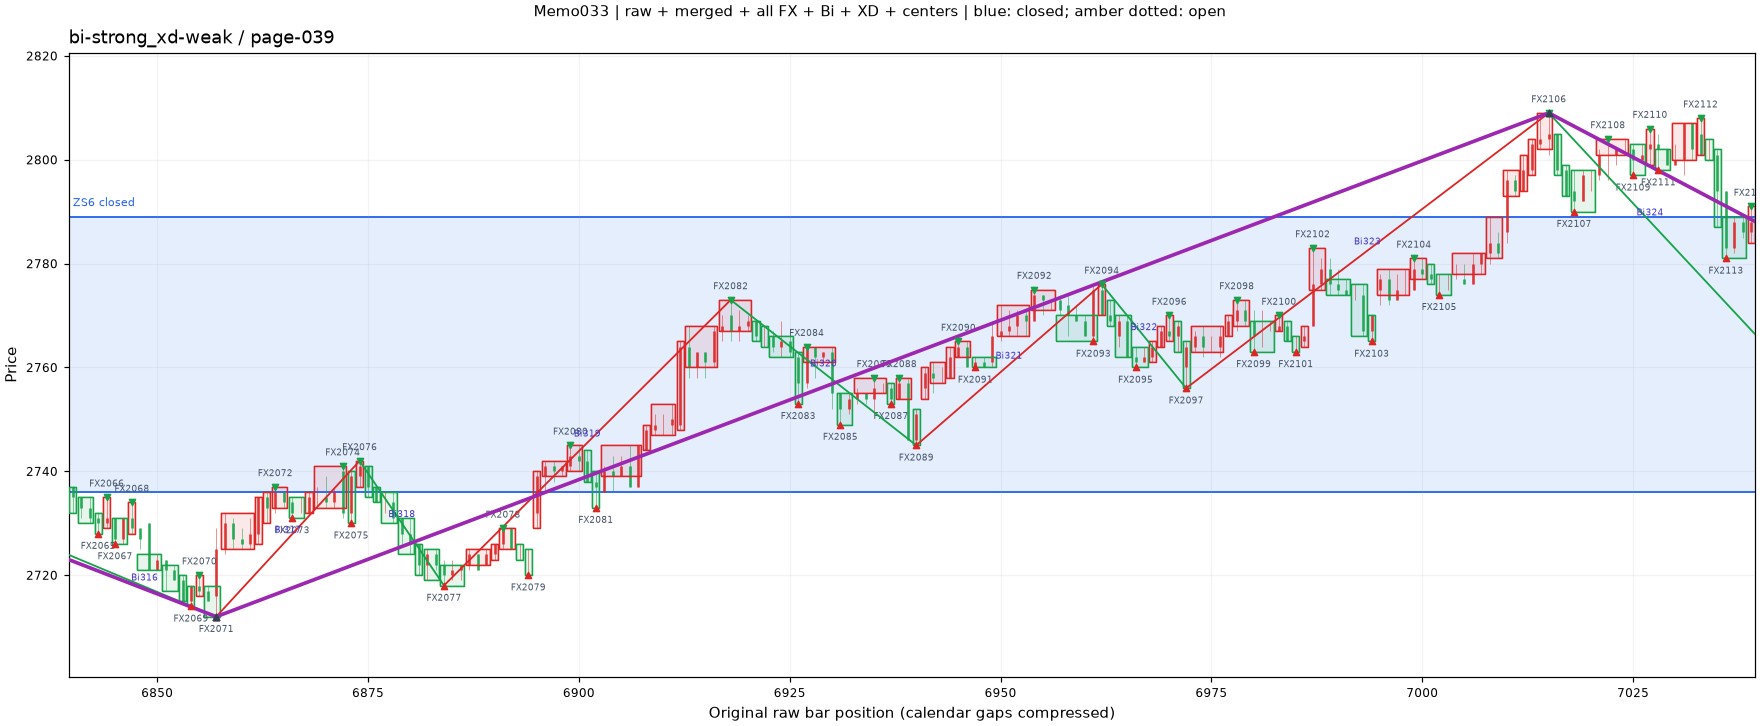 Memo033 | raw + merged + all FX + Bi + XD + centers | blue: closed; amber dotted: open
bi-strong_xd-weak / page-039
2820
2800
2780
2760
2740
2720
Price
ZS6 closed
FX2106
FX2112
FX2110
FX2108
FX2109
FX2111
FX2107
Bi324
FX2113
FX21
FX2102
Bi323
FX2104
FX2105
FX2103
FX2082
FX2092
FX2094
FX2098
FX2096
FX2100
Bi322
FX2084
FX2090
FX2093
Bi321
FX2088
FX2091
FX2095
FX2099
FX2101
FX2097
FX2083
FX2087
FX2085
FX2089
FX2076
FX2074
Bi319
FX2072
FX2066
FX2068
FX2081
Bi318
FX2073
FX2075
FX2078
FX2067
FX2070
Bi316
FX2079
FX2077
FX2071
6850
6875
6900
6925
6950
6975
7000
7025
Original raw bar position (calendar gaps compressed)